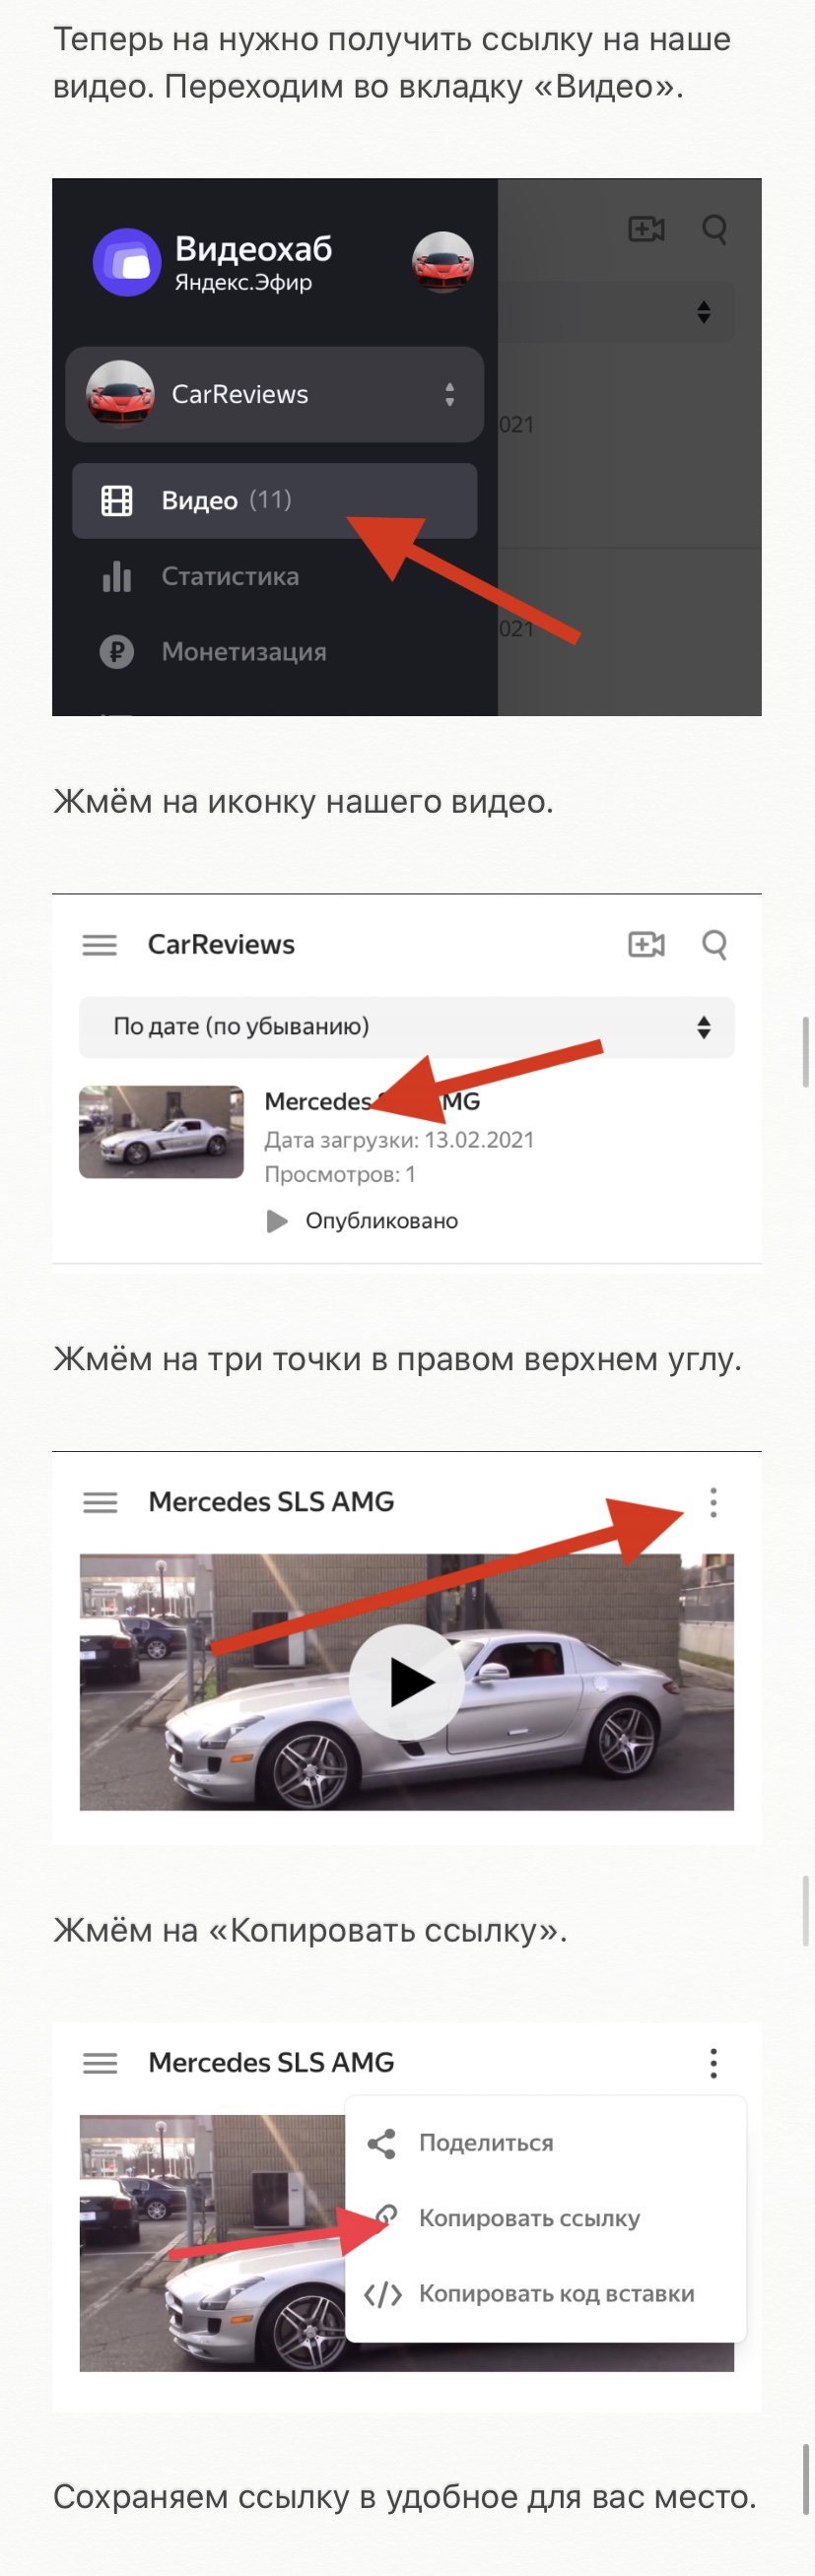 Теперь на нужно получить ссылку на наше
видео. Переходим во вкладку «Видео».
Видеохаб
Яндекс.Эфир
CarReviews
021
Видео (11)
Статистика
021
Монетизация
Жмём на иконку нашего видео.
CarReviews
По дате (по убыванию)
Mercedes MG
Дата загрузки: 13.02.2021
Просмотров: 1
Опубликовано
Жмём на три точки в правом верхнем углу.
Mercedes SLS AMG
Жмём на «Копировать ссылку».
Mercedes SLS AMG
Поделиться
Копировать ссылку
Копировать код вставки
Сохраняем ссылку в удобное для вас место.